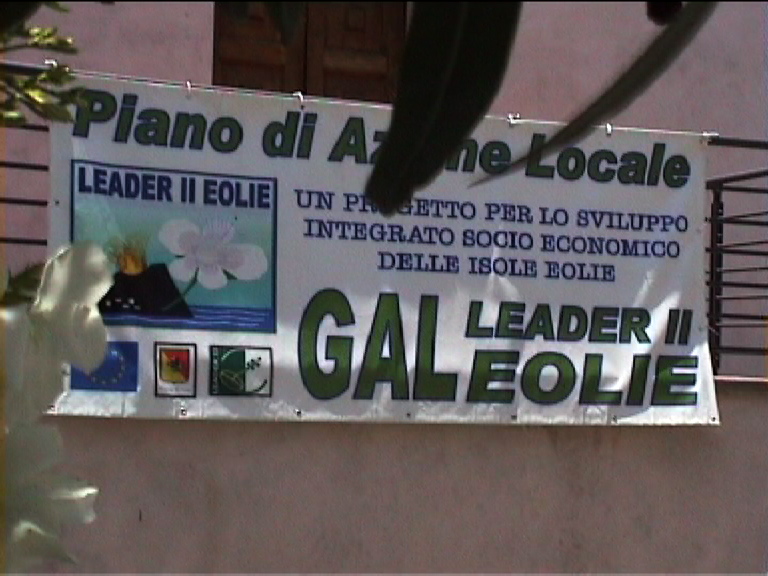 Piano di Azione Locale
LEADER II EOLIE
UN PROGETTO PER LO SVILUPPO
INTEGRATO SOCIO ECONOMICO
DELLE ISOLE EOLIE
GAL LEADER II
EOLIE